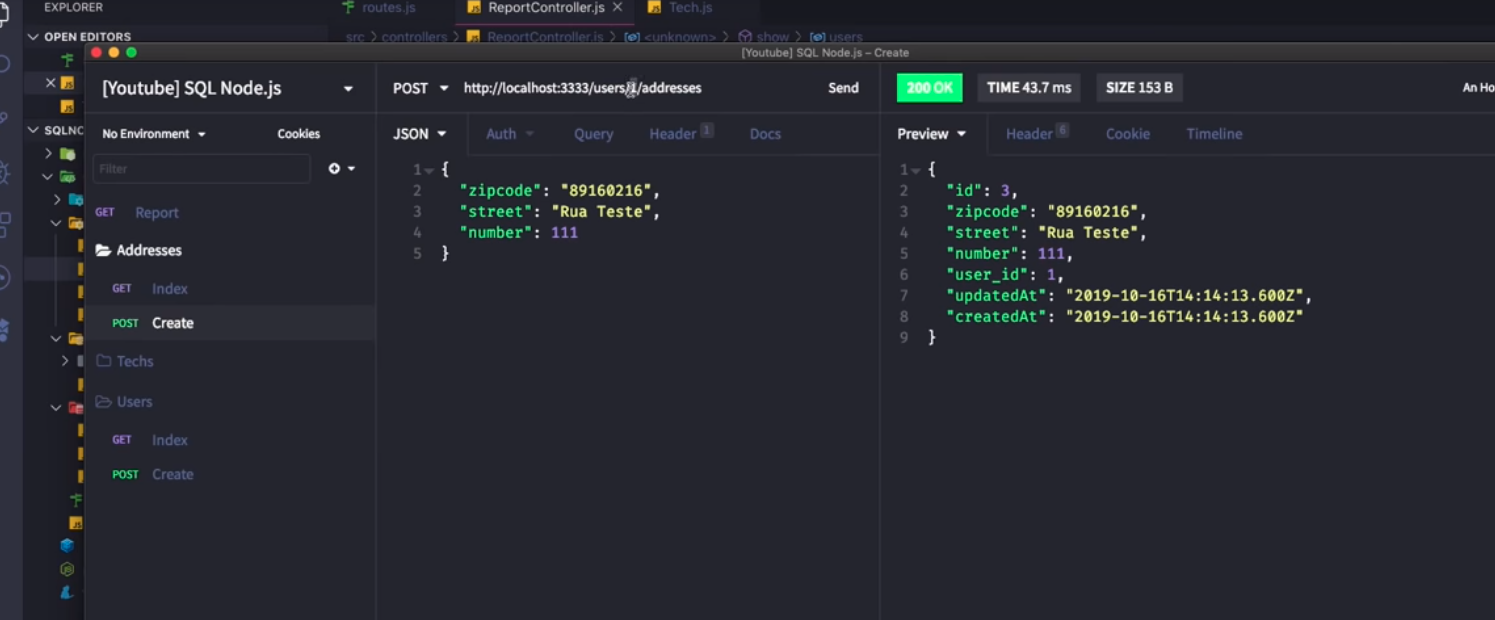 EXPLORER
routes.js
ReportController.js
Tech.js
OPEN EDITORS
src > controllers > ReportController.js > <unknown> > show > users
[Youtube] SQL Node.js – Create
[Youtube] SQL Node.js
POST
http://localhost:3333/users/1/addresses
Send
200 OK
TIME 43.7 ms
SIZE 153 B
An Ho
SQLNO
No Environment
Cookies
JSON
Auth
Query
Header 1
Docs
Preview
Header 6
Cookie
Timeline
Filter
GET Report
Addresses
GET Index
POST Create
Techs
Users
GET Index
POST Create
1 {
2 "zipcode": "89160216",
3 "street": "Rua Teste",
4 "number": 111
5 }
1 {
2 "id": 3,
3 "zipcode": "89160216",
4 "street": "Rua Teste",
5 "number": 111,
6 "user_id": 1,
7 "updatedAt": "2019-10-16T14:14:13.600Z",
8 "createdAt": "2019-10-16T14:14:13.600Z"
9 }